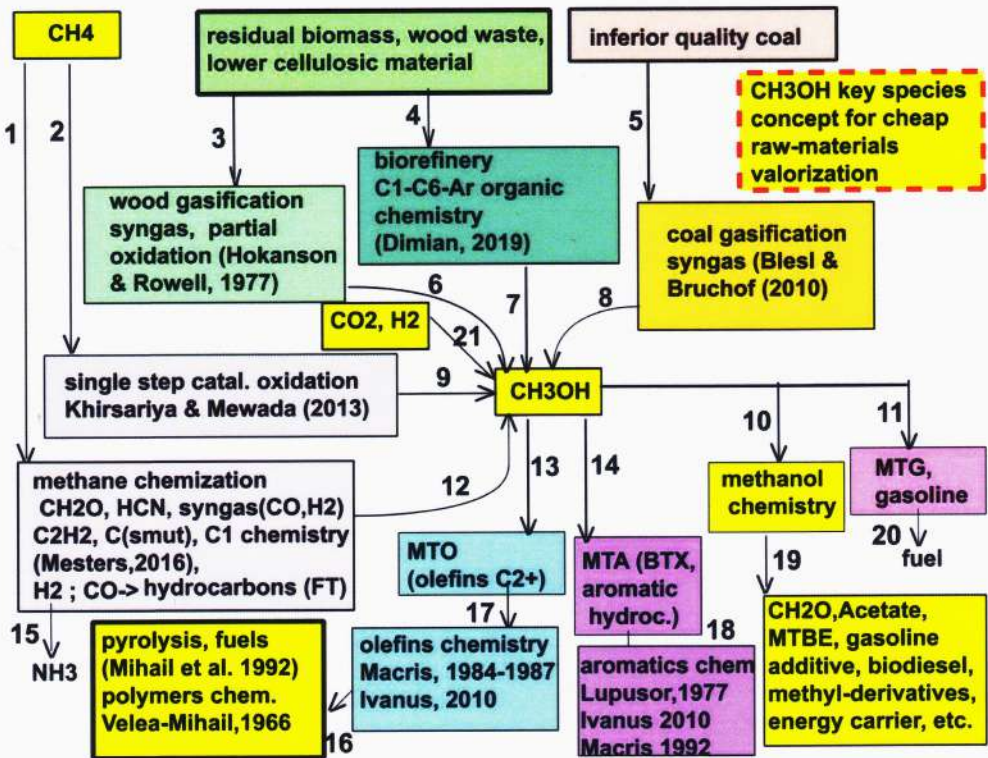 CH4
residual biomass, wood waste,
lower cellulosic material
inferior quality coal
CH3OH key species
concept for cheap
raw-materials
valorization
1
2
3
4
5
wood gasification
syngas, partial
oxidation (Hokanson
& Rowell, 1977)
biorefinery
C1-C6-Ar organic
chemistry
(Dimian, 2019)
coal gasification
syngas (Blesl &
Bruchof (2010)
6
7
8
CO2, H2
21
single step catal. oxidation
Khirsariya & Mewada (2013)
9
CH3OH
10
11
methane chemization
CH2O, HCN, syngas(CO,H2)
C2H2, C(smut), C1 chemistry
(Mesters,2016),
H2 ; CO-> hydrocarbons (FT)
12
13
14
methanol
chemistry
MTG,
gasoline
20
fuel
19
MTO
(olefins C2+)
MTA (BTX,
aromatic
hydroc.)
15
NH3
pyrolysis, fuels
(Mihail et al. 1992)
polymers chem.
Velea-Mihail,1966
16
17
olefins chemistry
Macris, 1984-1987
Ivanus, 2010
18
aromatics chem
Lupusor,1977
Ivanus 2010
Macris 1992
CH2O,Acetate,
MTBE, gasoline
additive, biodiesel,
methyl-derivatives,
energy carrier, etc.